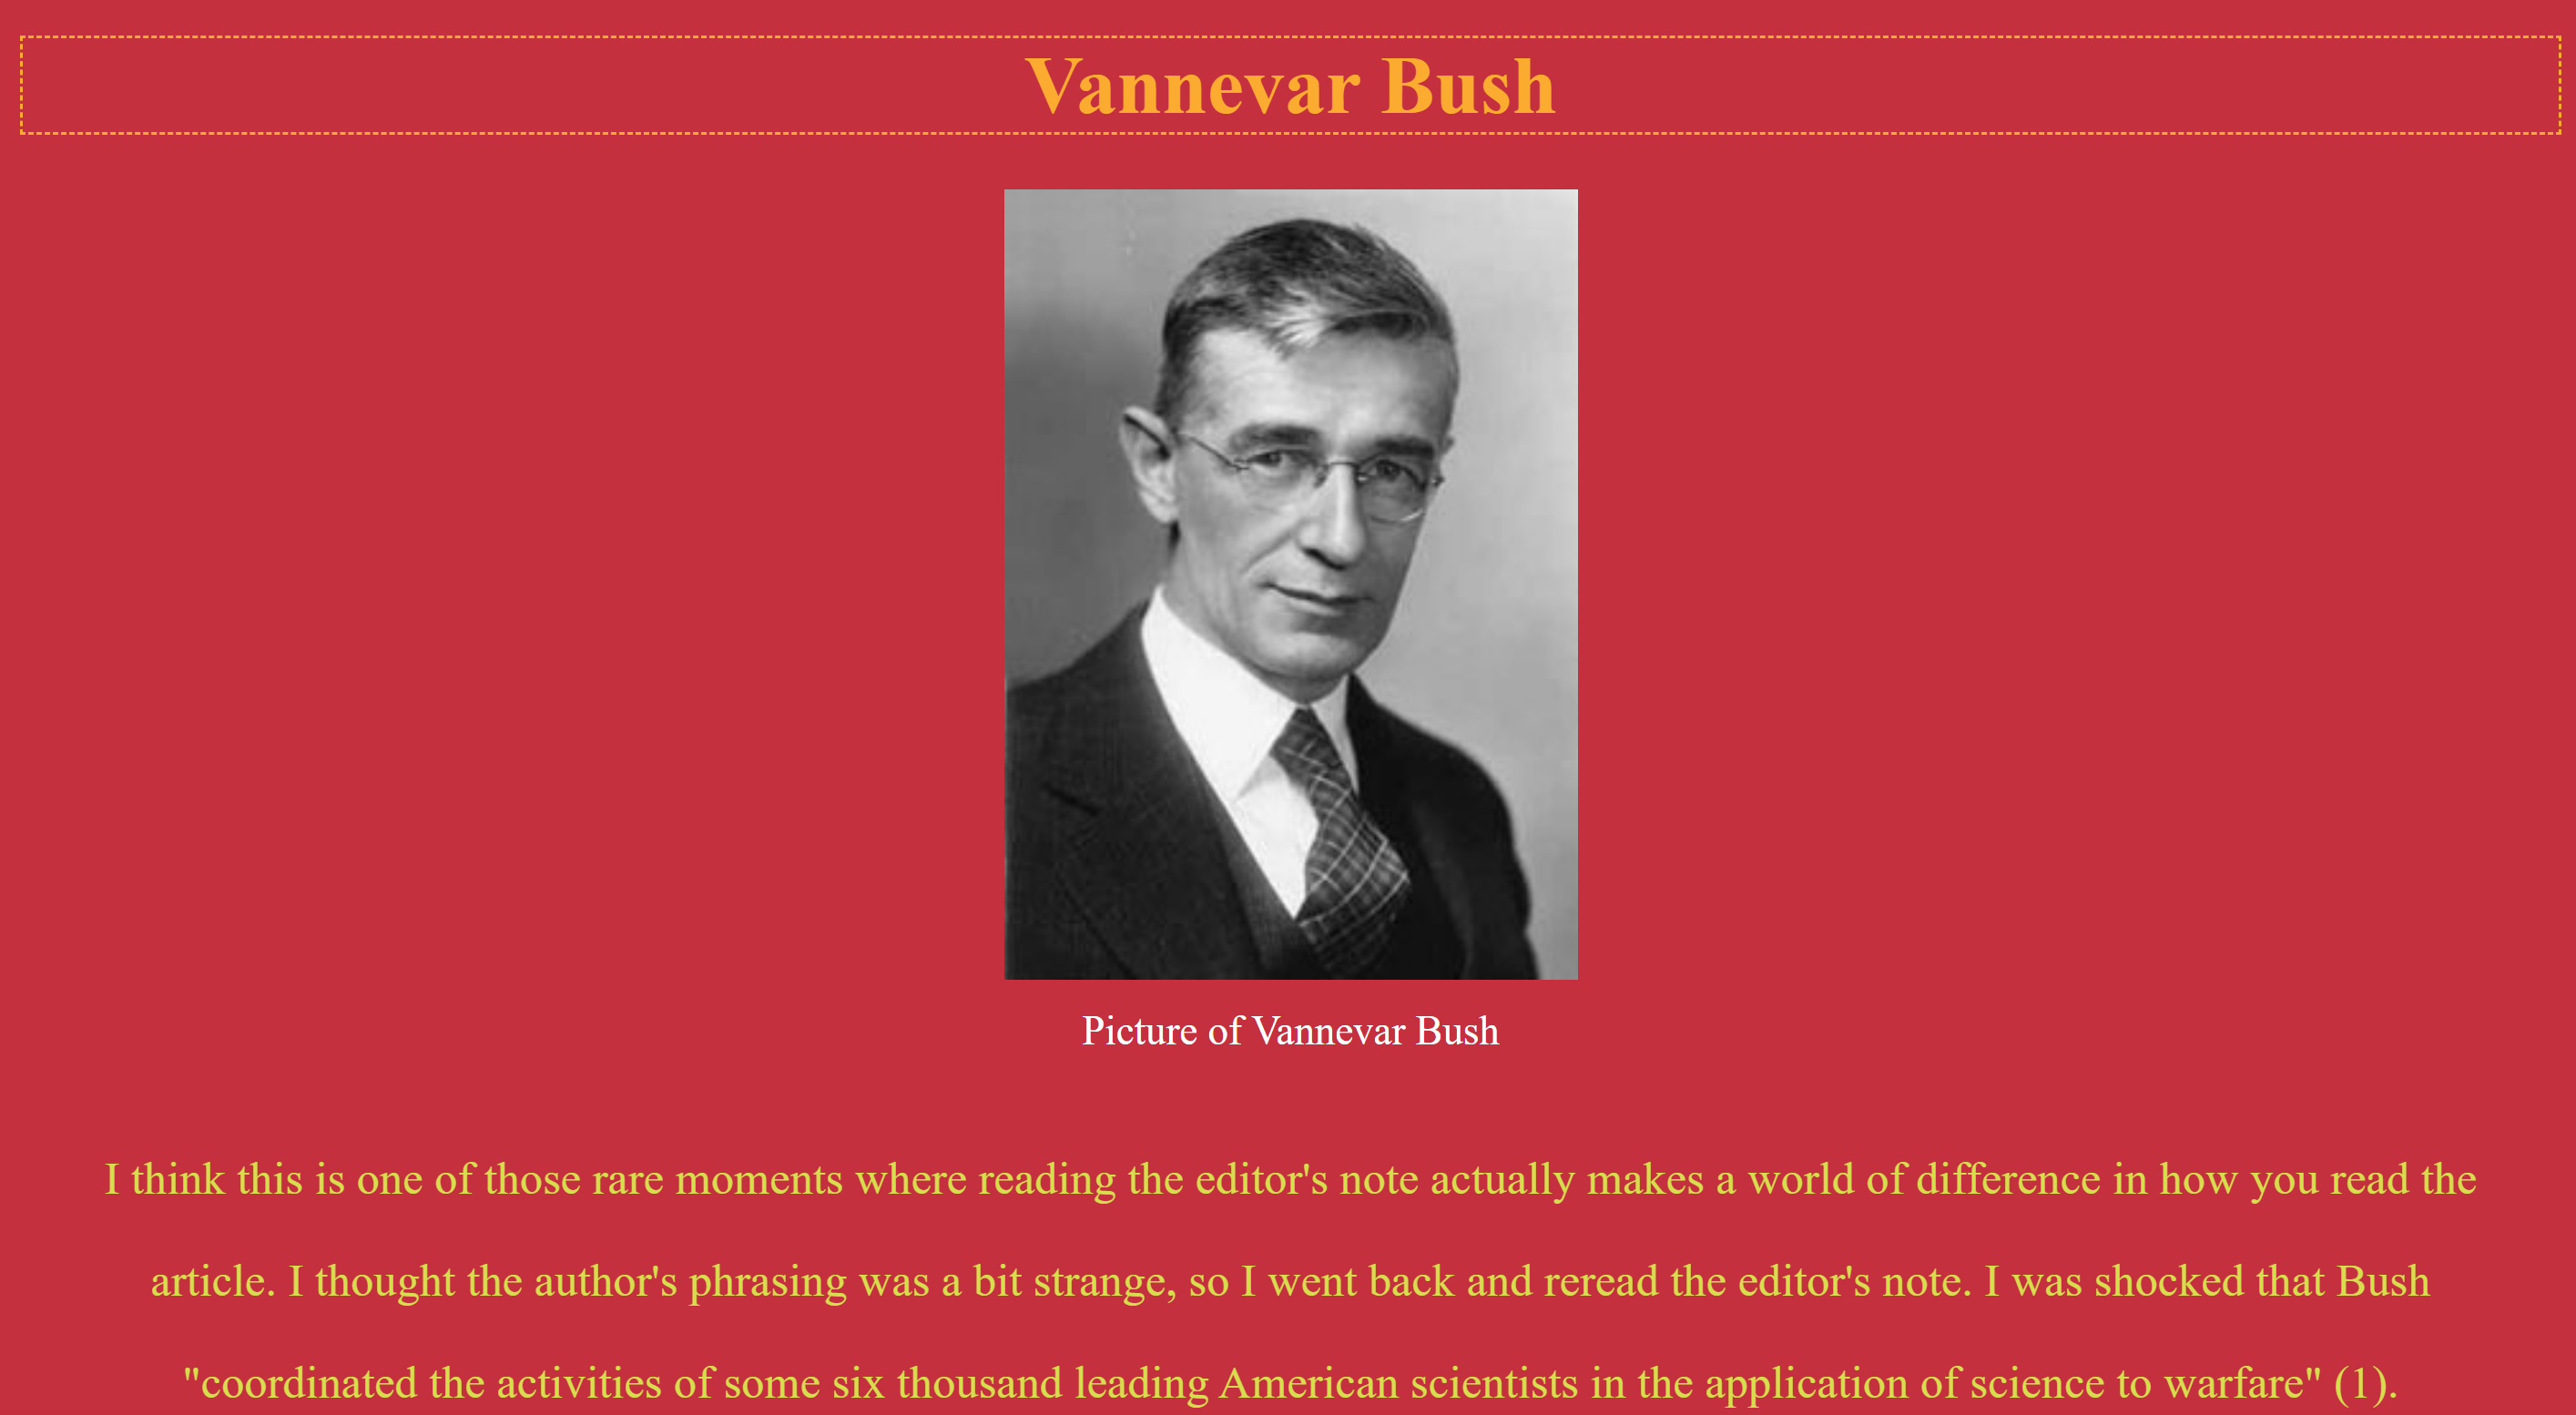 Vannevar Bush
Picture of Vannevar Bush
I think this is one of those rare moments where reading the editor's note actually makes a world of difference in how you read the
article. I thought the author's phrasing was a bit strange, so I went back and reread the editor's note. I was shocked that Bush
"coordinated the activities of some six thousand leading American scientists in the application of science to warfare" (1).